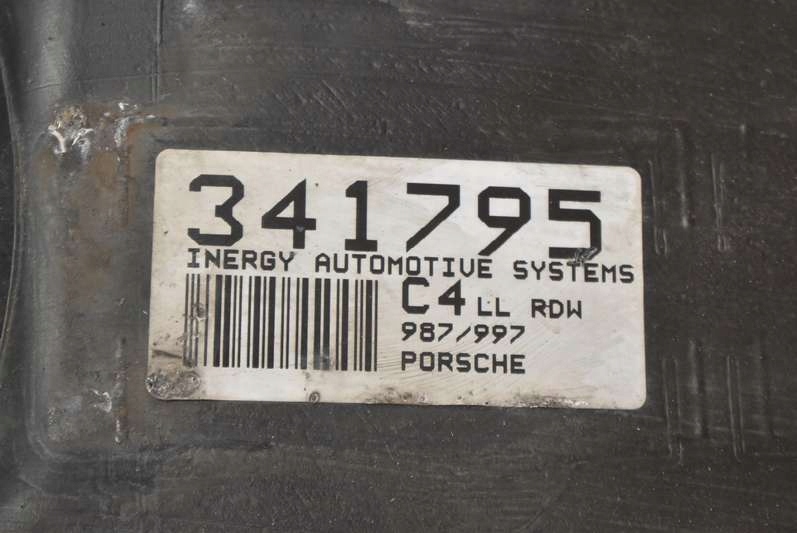 341795
INERGY AUTOMOTIVE SYSTEMS
C4 LL RDW
987/997
PORSCHE